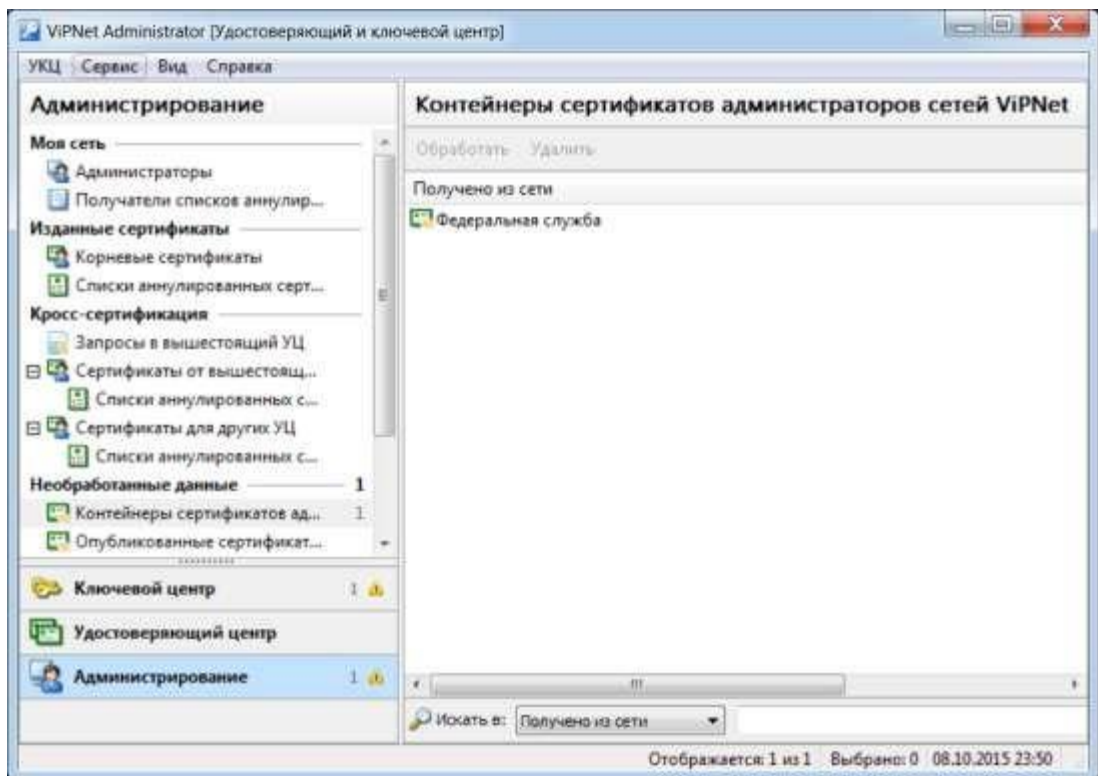 ViPNet Administrator [Удостоверяющий и ключевой центр]
УКЦ Сервис Вид Справка
Администрирование
Моя сеть
Администраторы
Получатели списков аннулир...
Изданные сертификаты
Корневые сертификаты
Списки аннулированных серт...
Кросс-сертификация
Запросы в вышестоящий УЦ
Сертификаты от вышестоящ...
Списки аннулированных с...
Сертификаты для других УЦ
Списки аннулированных с...
Необработанные данные 1
Контейнеры сертификатов ад... 1
Опубликованные сертификат...
Ключевой центр 1
Удостоверяющий центр
Администрирование 1
Контейнеры сертификатов администраторов сетей ViPNet
Обработать Удалить
Получено из сети
Федеральная служба
Искать в: Получено из сети
Отображается: 1 из 1 Выбрано: 0 08.10.2015 23:50